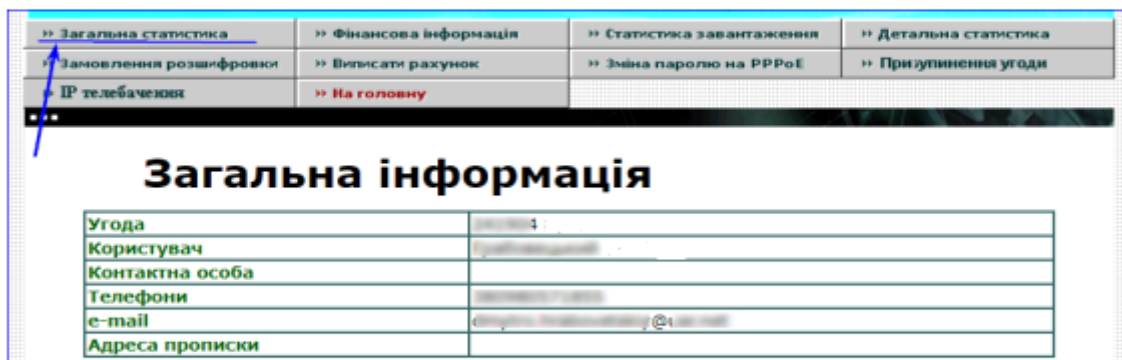 » Загальна статистика » Фінансова інформація » Статистика завантаження » Детальна статистика
» Замовлення розшифровки » Виписати рахунок » Зміна паролю на PPPoE » Призупинення угоди
» IP телебачення » На головну
Загальна інформація
Угода
Користувач
Контактна особа
Телефони
e-mail
Адреса прописки